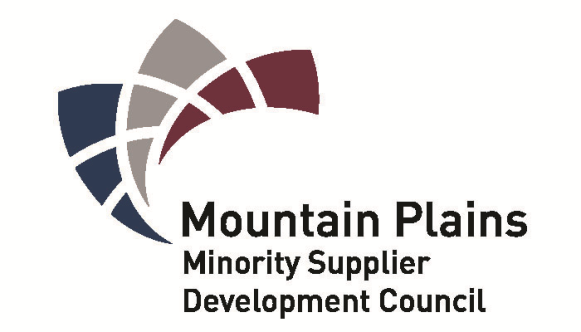 Mountain Plains
Minority Supplier
Development Council